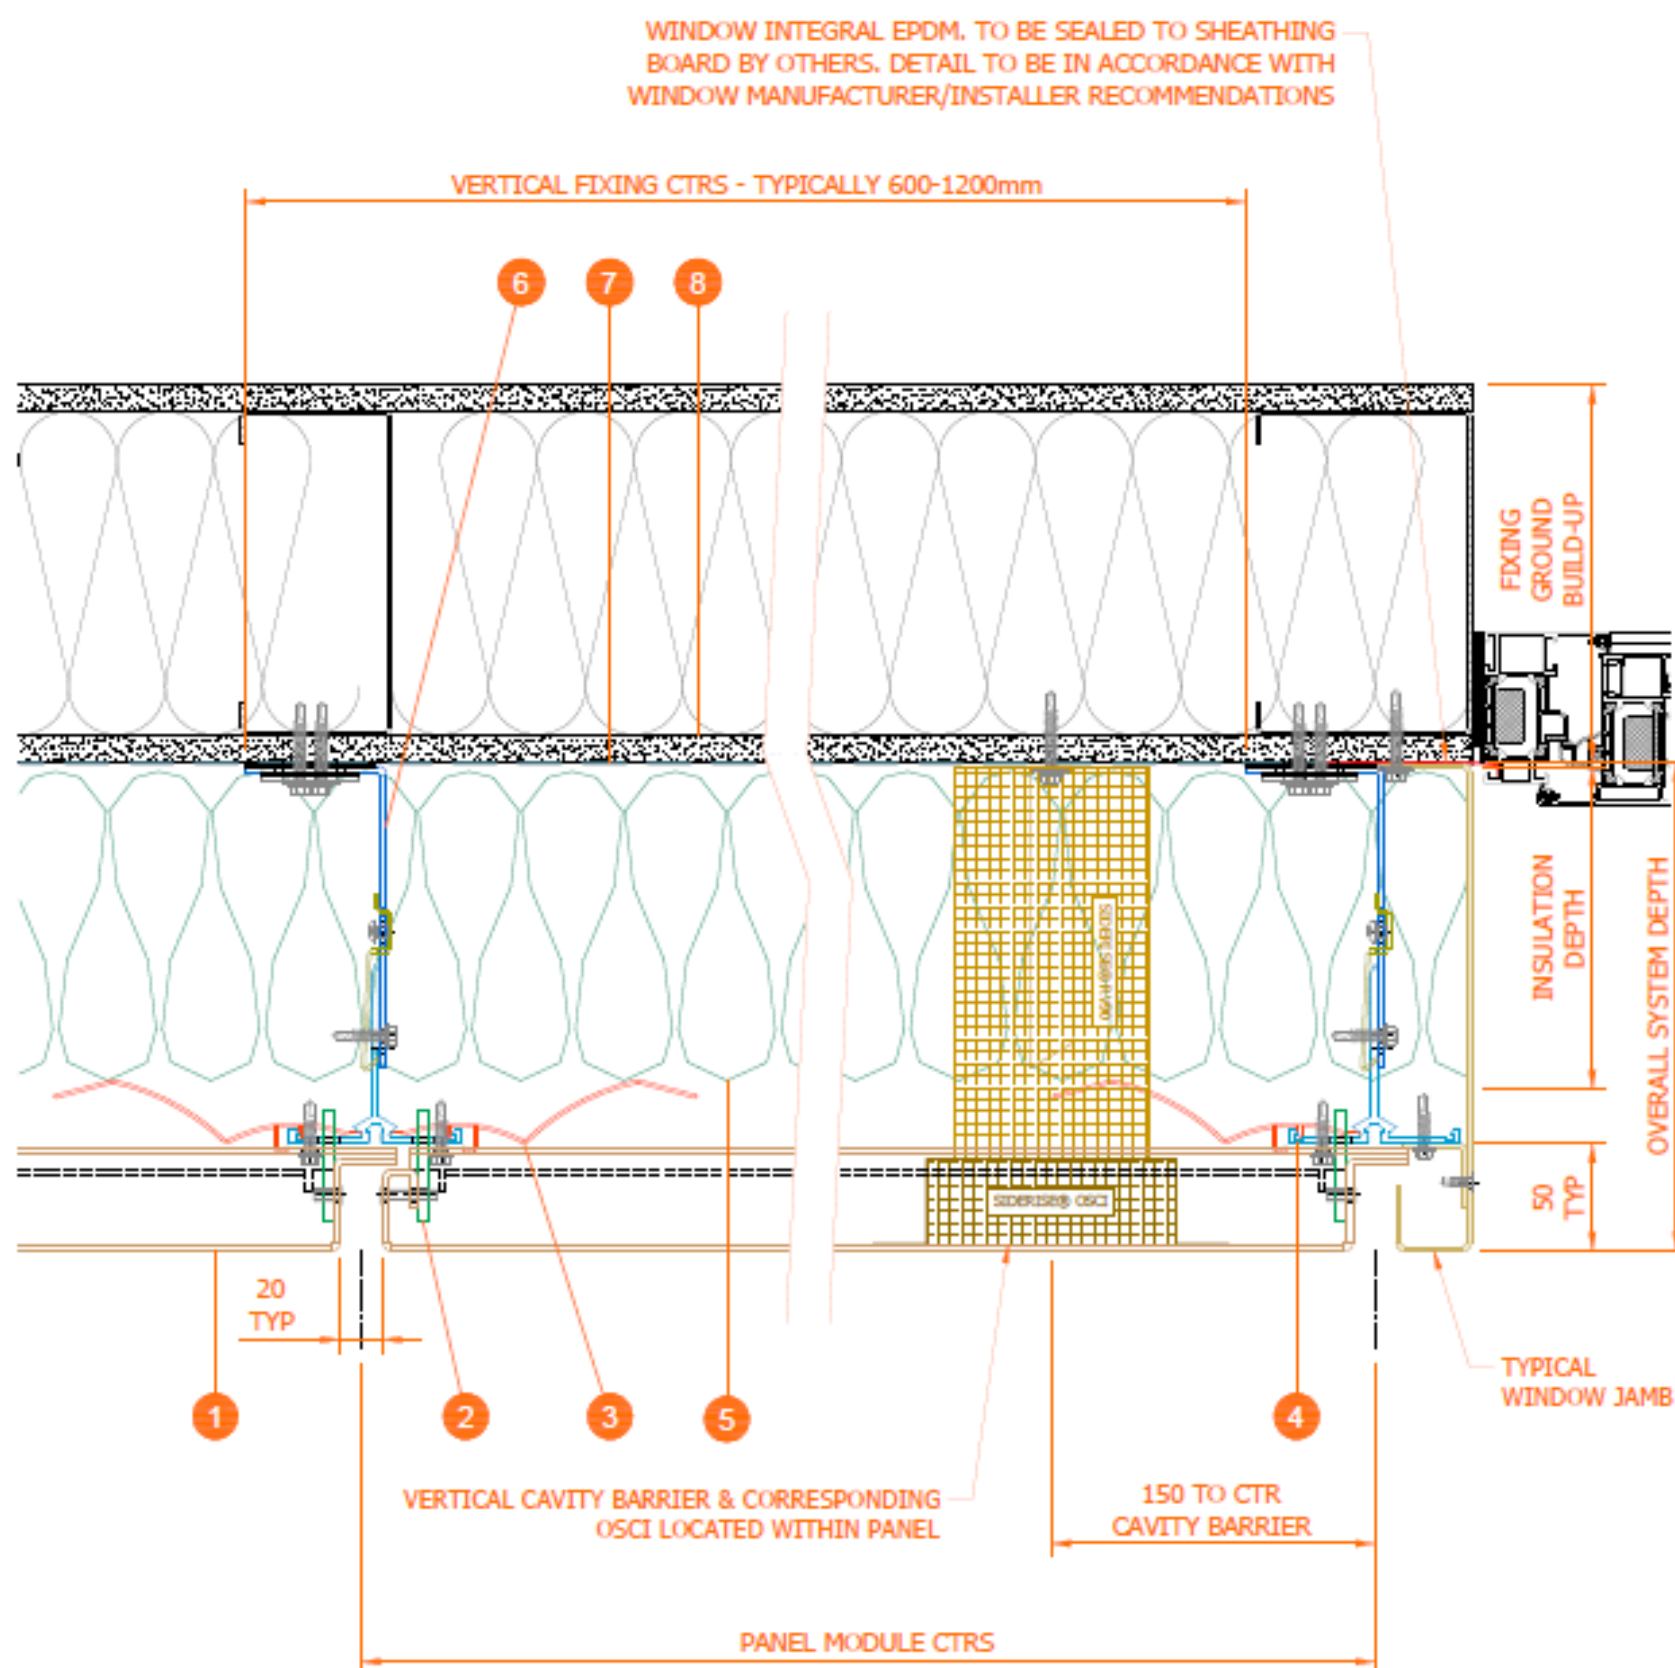 WINDOW INTEGRAL EPDM. TO BE SEALED TO SHEATHING
BOARD BY OTHERS. DETAIL TO BE IN ACCORDANCE WITH
WINDOW MANUFACTURER/INSTALLER RECOMMENDATIONS
VERTICAL FIXING CTRS - TYPICALLY 600-1200mm
6
7
8
FIXING
GROUND
BUILD-UP
INSULATION
DEPTH
OVERALL SYSTEM DEPTH
SIDERISE® OSCI
50
TYP
20
TYP
1
2
3
5
4
TYPICAL
WINDOW JAMB
VERTICAL CAVITY BARRIER & CORRESPONDING
OSCI LOCATED WITHIN PANEL
150 TO CTR
CAVITY BARRIER
PANEL MODULE CTRS